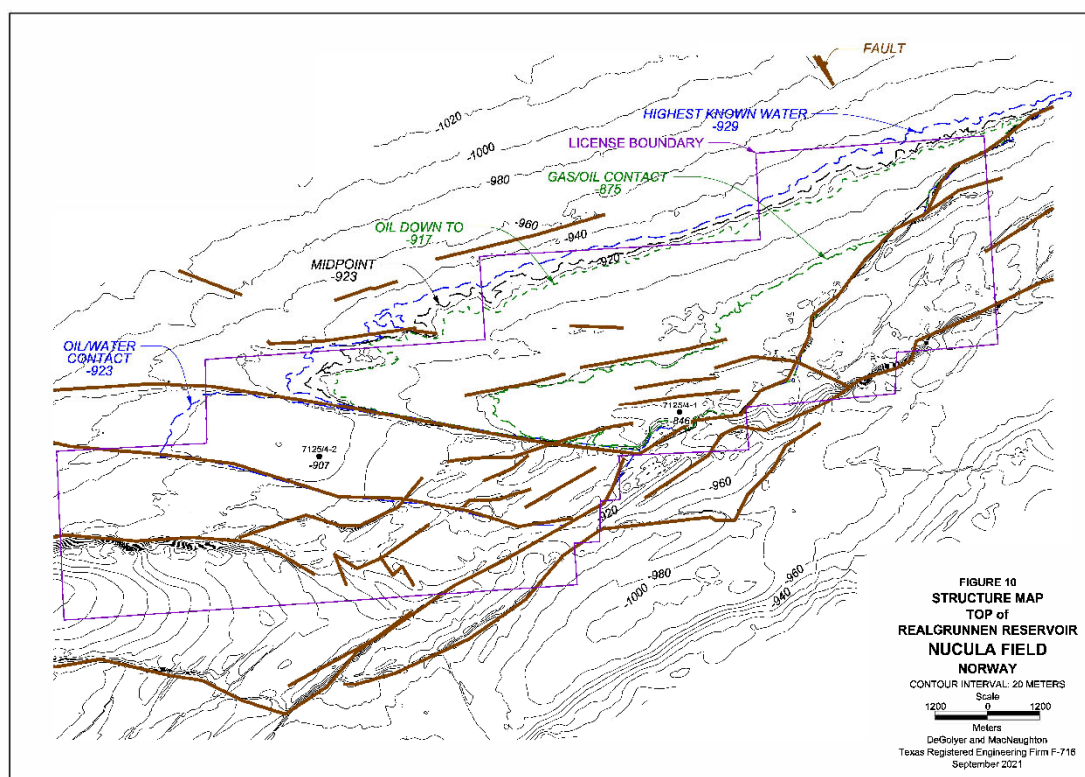 FAULT
HIGHEST KNOWN WATER
-929
-1020
LICENSE BOUNDARY
-1000
GAS/OIL CONTACT
-875
-980
OIL DOWN TO
-917
-960
-940
MIDPOINT
-923
-920
OIL/WATER
CONTACT
-923
7125/4-1
-846
7125/4-2
-907
-960
-920
-980
-1000
-960
-940
FIGURE 10
STRUCTURE MAP
TOP of
REALGRUNNEN RESERVOIR
NUCULA FIELD
NORWAY
CONTOUR INTERVAL: 20 METERS
Scale
1200 0 1200
Meters
DeGolyer and MacNaughton
Texas Registered Engineering Firm F-716
September 2021